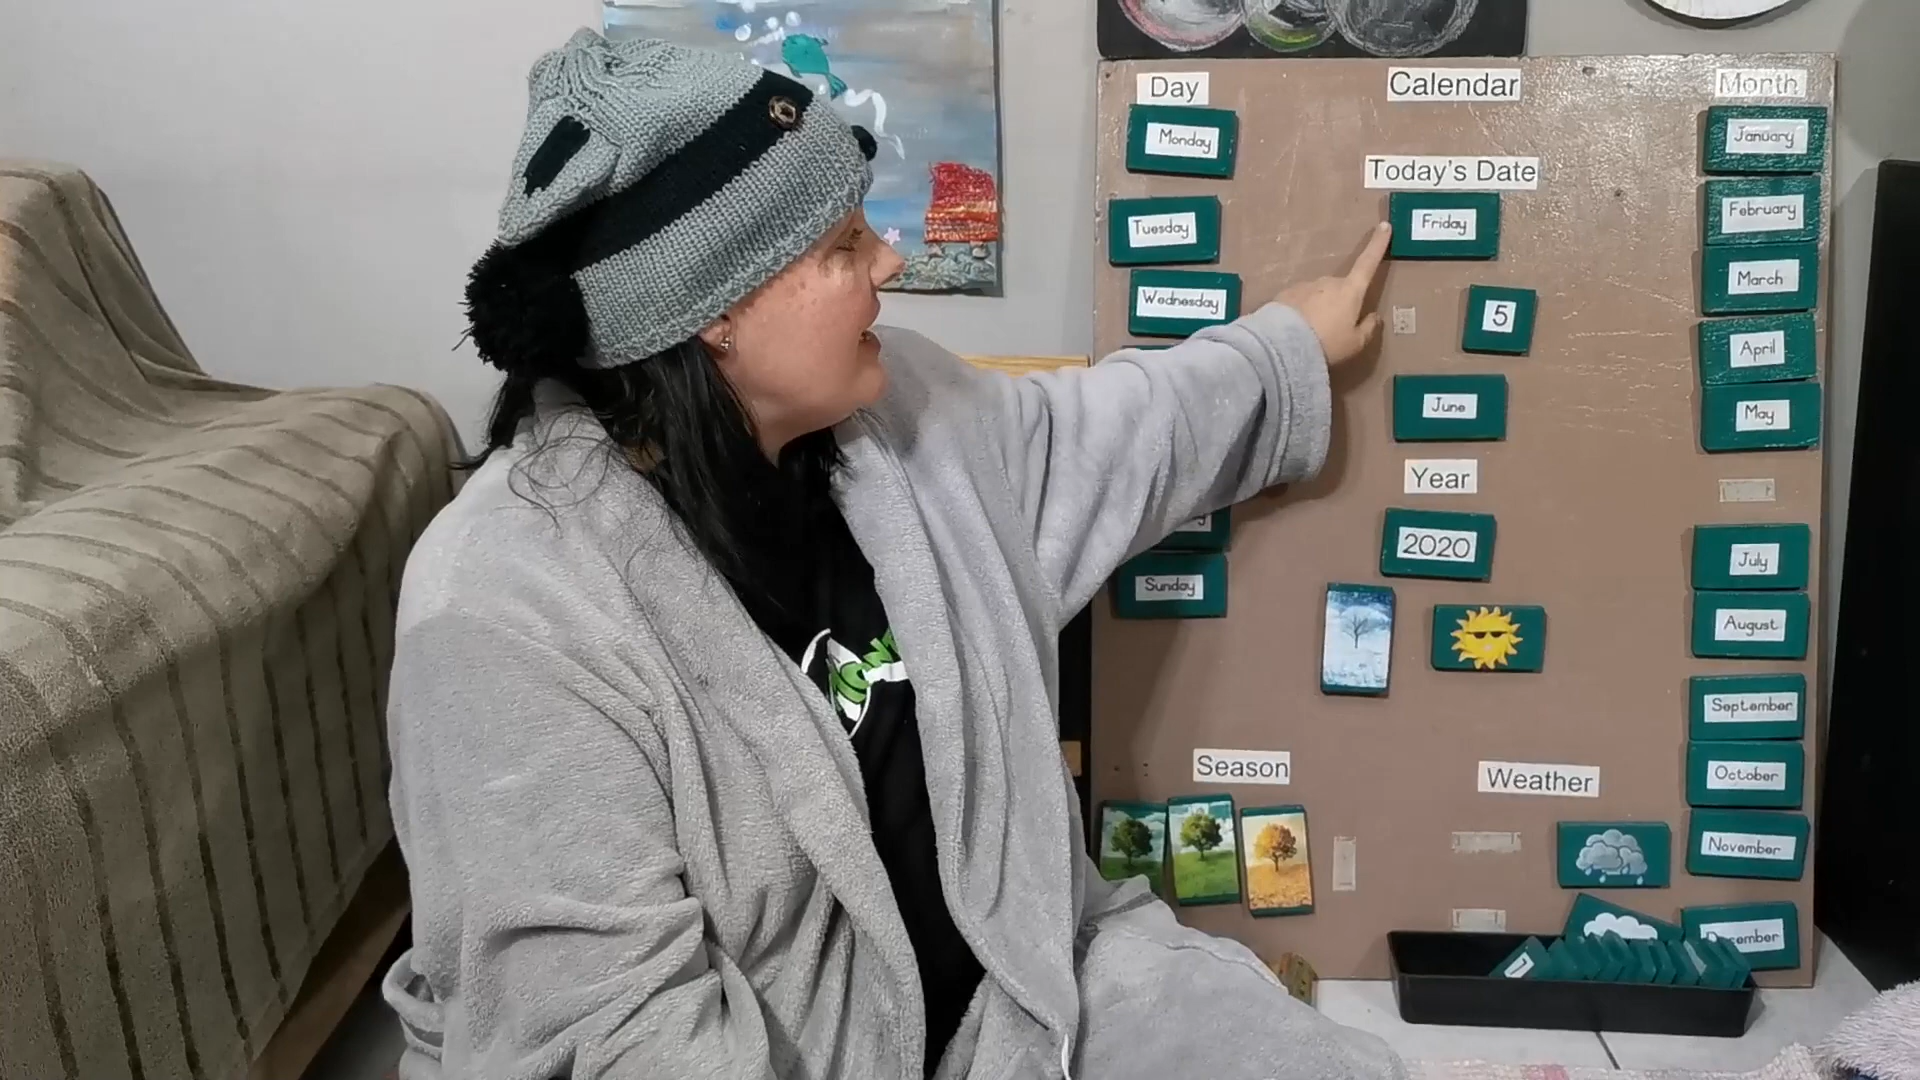 Day
Monday
Tuesday
Wednesday
Sunday
Calendar
Today's Date
Friday
5
June
Year
2020
Season
Weather
Month
January
February
March
April
May
July
August
September
October
November
December